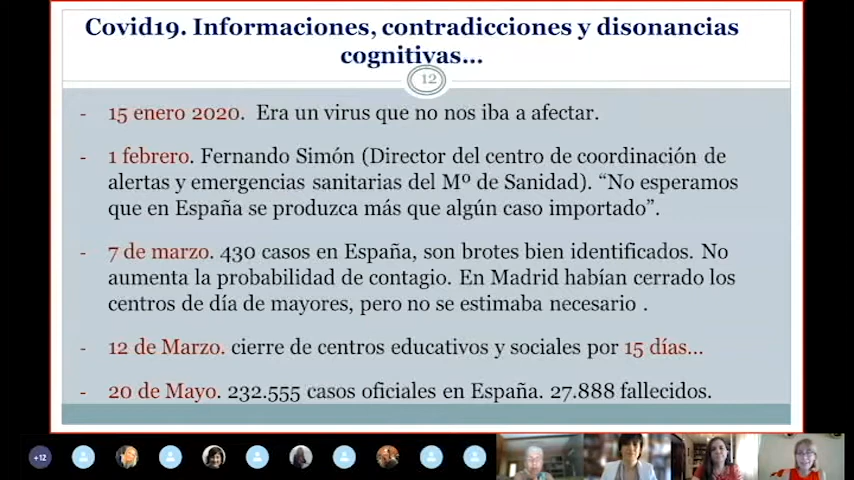 Covid19. Informaciones, contradicciones y disonancias
cognitivas...
12
- 15 enero 2020. Era un virus que no nos iba a afectar.
- 1 febrero. Fernando Simón (Director del centro de coordinación de
alertas y emergencias sanitarias del Mº de Sanidad). “No esperamos
que en España se produzca más que algún caso importado”.
- 7 de marzo. 430 casos en España, son brotes bien identificados. No
aumenta la probabilidad de contagio. En Madrid habían cerrado los
centros de día de mayores, pero no se estimaba necesario .
- 12 de Marzo. cierre de centros educativos y sociales por 15 días...
- 20 de Mayo. 232.555 casos oficiales en España. 27.888 fallecidos.
+12